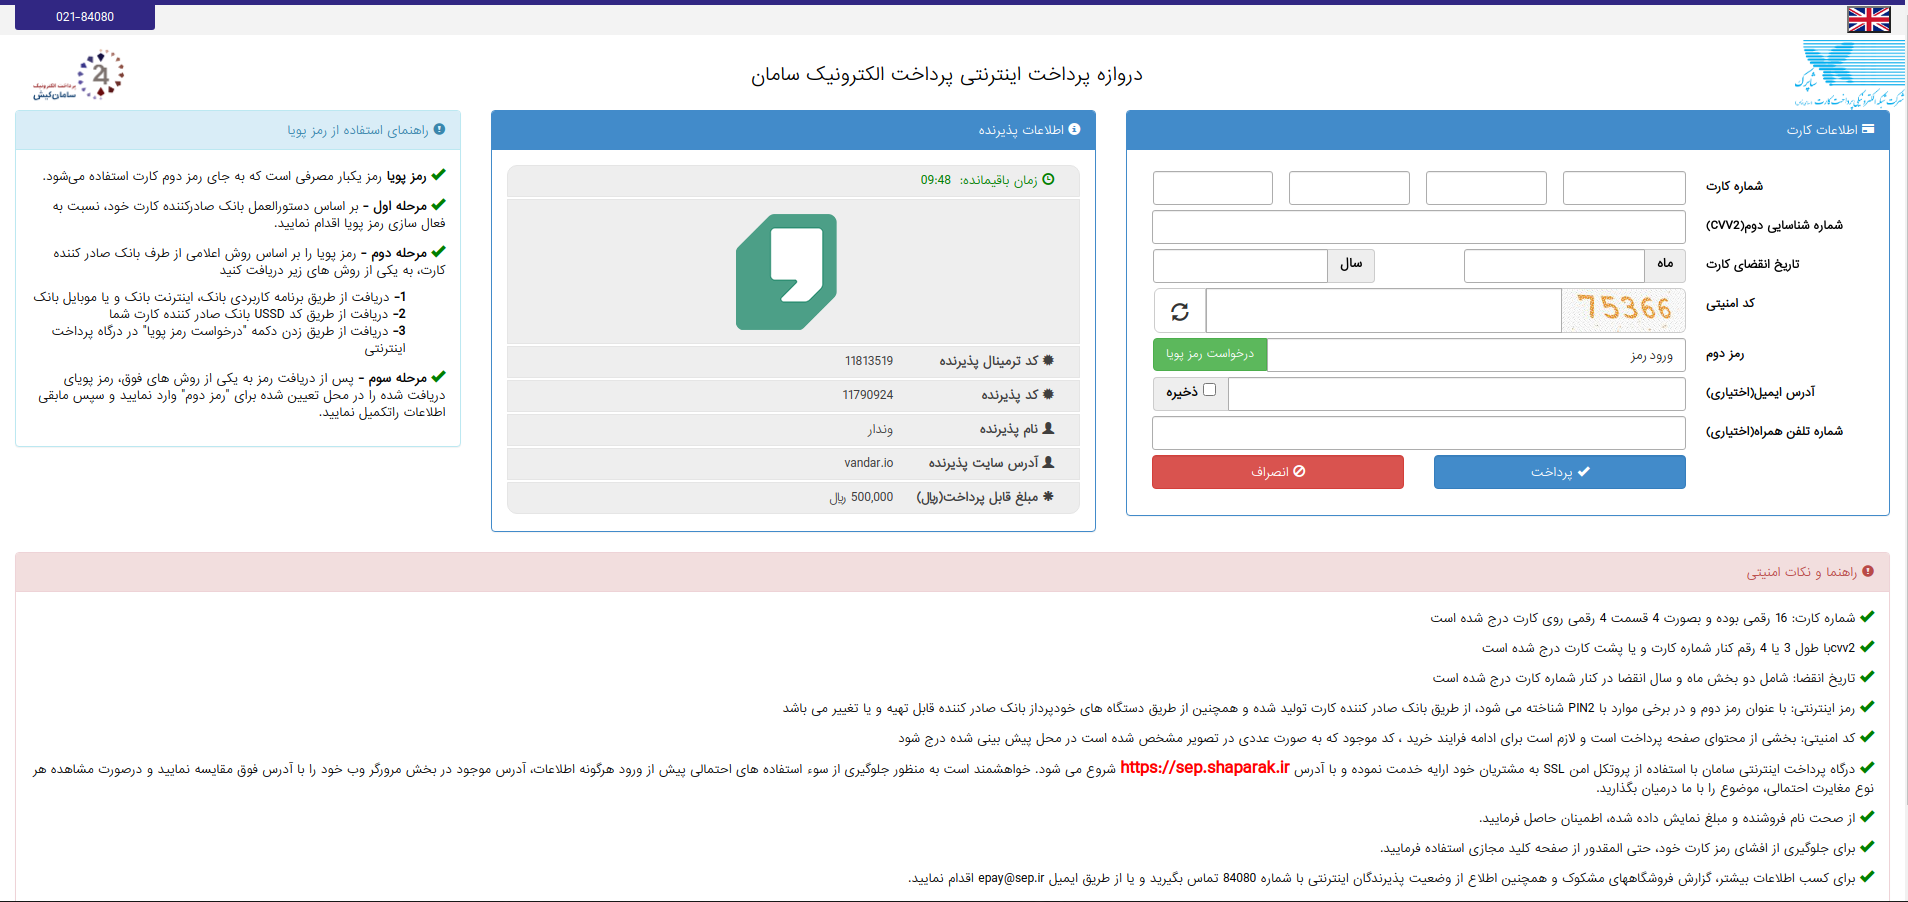 021-84080
دروازه پرداخت اینترنتی پرداخت الکترونیک سامان
شاپرک
شرکت شبکه الکترونیکی پرداخت کارت
24
پرداخت الکترونیک
سامان‌کیش
اطلاعات کارت
شماره کارت
شماره شناسایی دوم(CVV2)
تاریخ انقضای کارت
ماه
سال
کد امنیتی
75366
رمز دوم
ورود رمز
درخواست رمز پویا
آدرس ایمیل(اختیاری)
ذخیره
شماره تلفن همراه(اختیاری)
پرداخت
انصراف
اطلاعات پذیرنده
زمان باقیمانده: 09:48
کد ترمینال پذیرنده 11813519
کد پذیرنده 11790924
نام پذیرنده وندار
آدرس سایت پذیرنده vandar.io
مبلغ قابل پرداخت(ریال) 500,000 ریال
راهنمای استفاده از رمز پویا
رمز پویا رمز یکبار مصرفی است که به جای رمز دوم کارت استفاده می‌شود.
مرحله اول - بر اساس دستورالعمل بانک صادرکننده کارت خود، نسبت به
فعال سازی رمز پویا اقدام نمایید.
مرحله دوم - رمز پویا را بر اساس روش اعلامی از طرف بانک صادر کننده
کارت، به یکی از روش های زیر دریافت کنید
1- دریافت از طریق برنامه کاربردی بانک، اینترنت بانک و یا موبایل بانک
2- دریافت از طریق کد USSD بانک صادر کننده کارت شما
3- دریافت از طریق زدن دکمه "درخواست رمز پویا" در درگاه پرداخت
اینترنتی
مرحله سوم - پس از دریافت رمز به یکی از روش های فوق، رمز پویای
دریافت شده را در محل تعیین شده برای "رمز دوم" وارد نمایید و سپس مابقی
اطلاعات راتکمیل نمایید.
راهنما و نکات امنیتی
شماره کارت: 16 رقمی بوده و بصورت 4 قسمت 4 رقمی روی کارت درج شده است
cvv2با طول 3 یا 4 رقم کنار شماره کارت و یا پشت کارت درج شده است
تاریخ انقضا: شامل دو بخش ماه و سال انقضا در کنار شماره کارت درج شده است
رمز اینترنتی: با عنوان رمز دوم و در برخی موارد با PIN2 شناخته می شود، از طریق بانک صادر کننده کارت تولید شده و همچنین از طریق دستگاه های خودپرداز بانک صادر کننده قابل تهیه و یا تغییر می باشد
کد امنیتی: بخشی از محتوای صفحه پرداخت است و لازم است برای ادامه فرایند خرید ، کد موجود که به صورت عددی در تصویر مشخص شده است در محل پیش بینی شده درج شود
درگاه پرداخت اینترنتی سامان با استفاده از پروتکل امن SSL به مشتریان خود ارایه خدمت نموده و با آدرس https://sep.shaparak.ir شروع می شود. خواهشمند است به منظور جلوگیری از سوء استفاده های احتمالی پیش از ورود هرگونه اطلاعات، آدرس موجود در بخش مرورگر وب خود را با آدرس فوق مقایسه نمایید و درصورت مشاهده هر
نوع مغایرت احتمالی، موضوع را با ما درمیان بگذارید.
از صحت نام فروشنده و مبلغ نمایش داده شده، اطمینان حاصل فرمایید.
برای جلوگیری از افشای رمز کارت خود، حتی المقدور از صفحه کلید مجازی استفاده فرمایید.
برای کسب اطلاعات بیشتر، گزارش فروشگاههای مشکوک و همچنین اطلاع از وضعیت پذیرندگان اینترنتی با شماره 84080 تماس بگیرید و یا از طریق ایمیل epay@sep.ir اقدام نمایید.